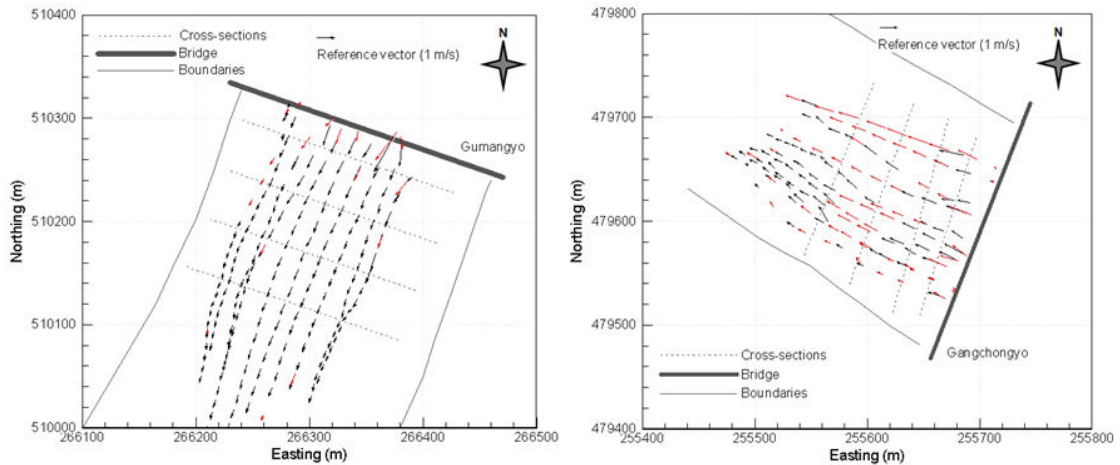 510400
Cross-sections
Bridge
Boundaries
Reference vector (1 m/s)
N
510300
Gumangyo
510200
510100
510000
266100
266200
266300
266400
266500
Northing (m)
Easting (m)
479800
Reference vector (1 m/s)
N
479700
479600
479500
Cross-sections
Bridge
Boundaries
Gangchongyo
479400
255400
255500
255600
255700
255800
Northing (m)
Easting (m)